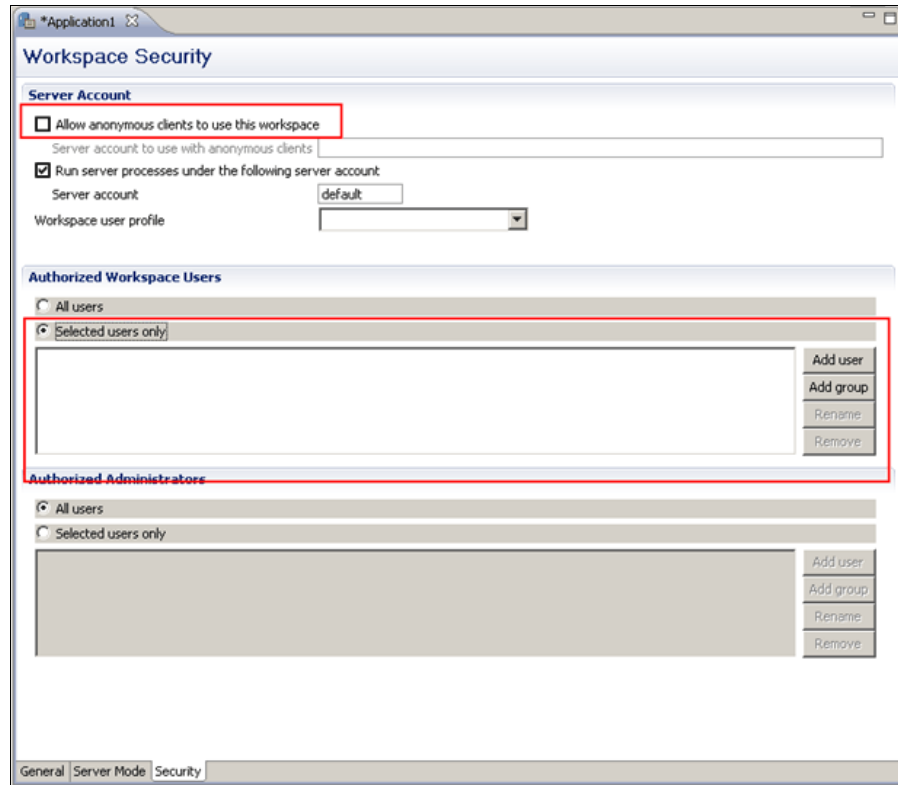 *Application1
Workspace Security
Server Account
Allow anonymous clients to use this workspace
Server account to use with anonymous clients
Run server processes under the following server account
Server account default
Workspace user profile
Authorized Workspace Users
All users
Selected users only
Add user
Add group
Rename
Remove
Authorized Administrators
All users
Selected users only
Add user
Add group
Rename
Remove
General Server Mode Security